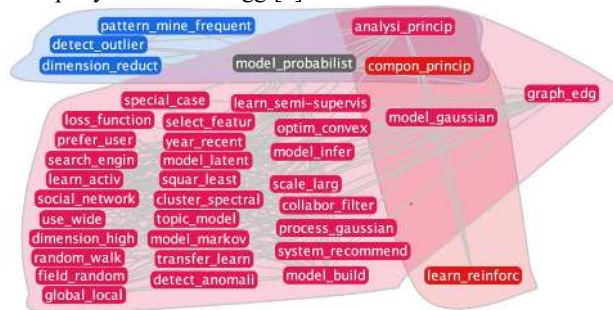 pattern_mine_frequent
analysi_princip
detect_outlier
dimension_reduct
model_probabilist
compon_princip
graph_edg
special_case
learn_semi-supervis
loss_function
select_featur
optim_convex
model_gaussian
prefer_user
year_recent
model_infer
search_engin
model_latent
learn_activ
squar_least
scale_larg
social_network
cluster_spectral
collabor_filter
use_wide
topic_model
process_gaussian
dimension_high
model_markov
system_recommend
random_walk
transfer_learn
field_random
detect_anomali
model_build
learn_reinforc
global_local